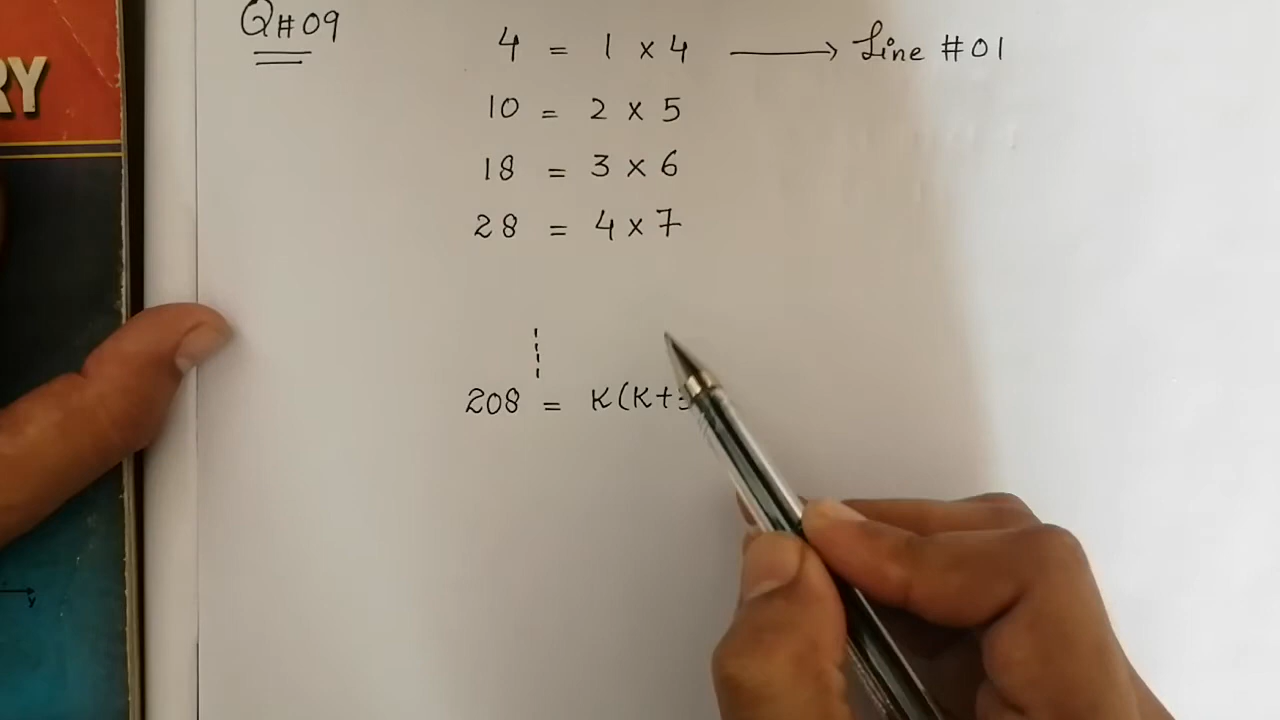 RY
Q#09
4 = 1 x 4 ⟶ Line #01
10 = 2 x 5
18 = 3 x 6
28 = 4 x 7
208 = K(K+
y